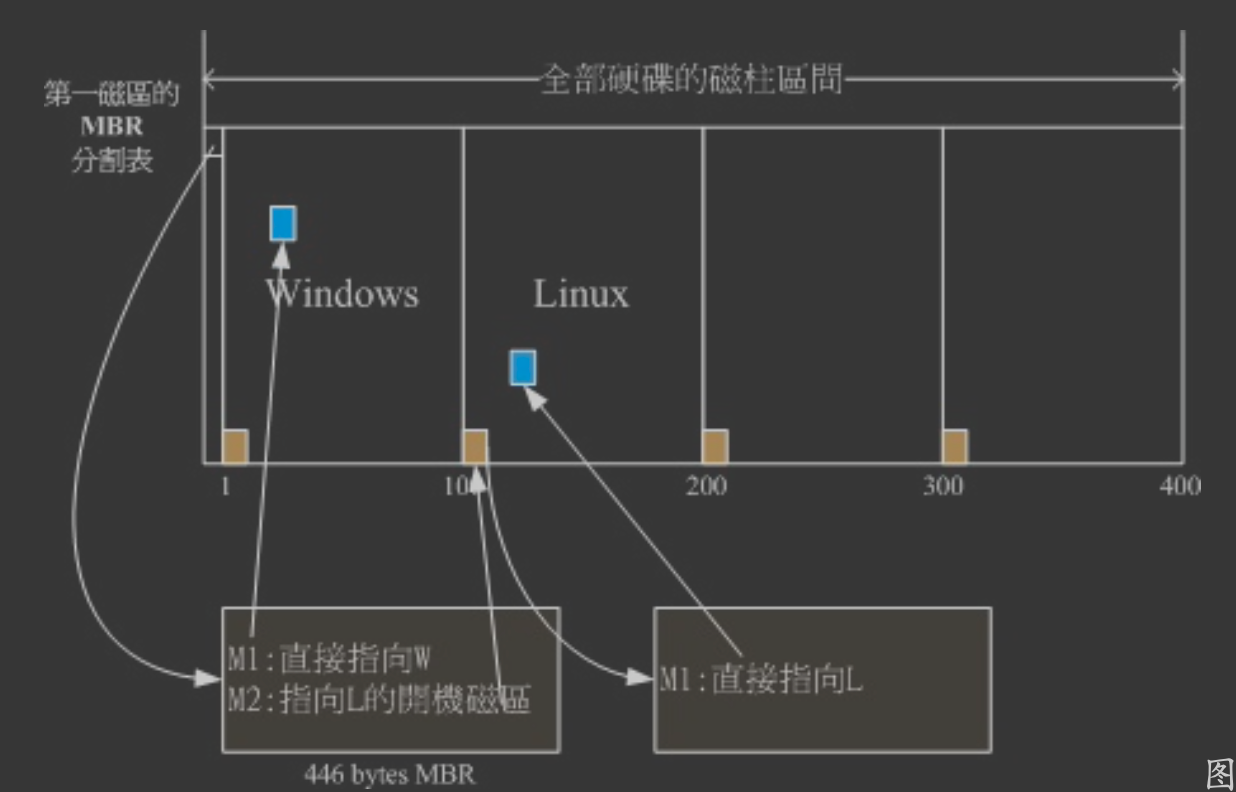 全部硬碟的磁柱區間
第一磁區的
MBR
分割表
Windows
Linux
1
100
200
300
400
M1:直接指向W
M2:指向L的開機磁區
M1:直接指向L
446 bytes MBR
图